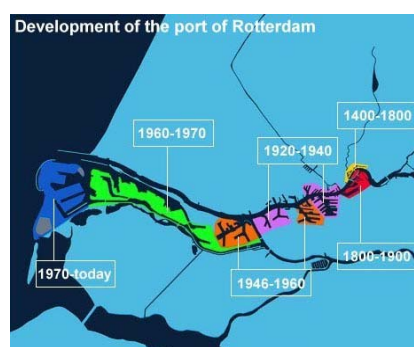 Development of the port of Rotterdam
1400-1800
1960-1970
1920-1940
1800-1900
1970-today
1946-1960